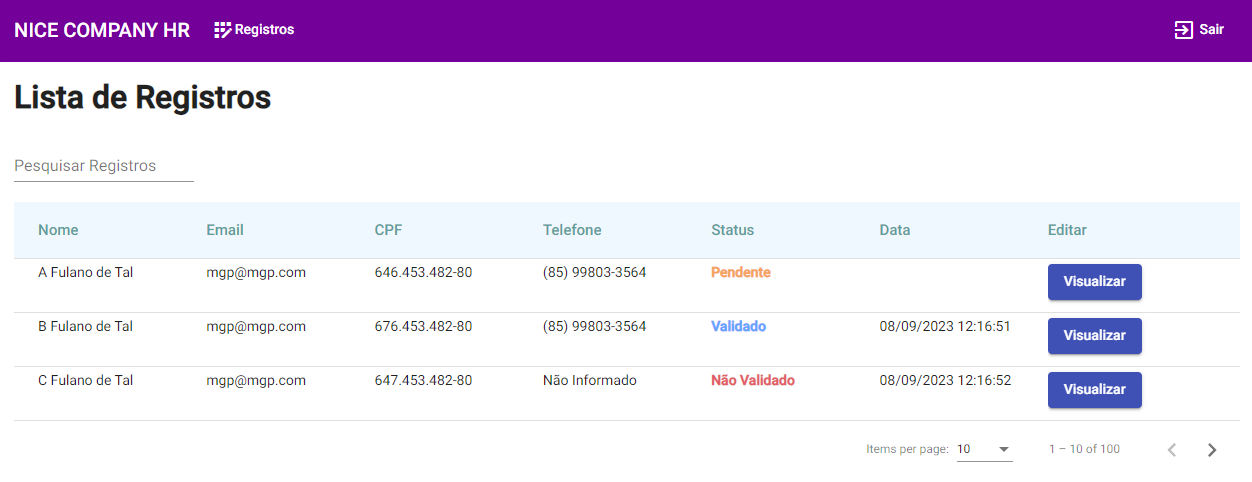 NICE COMPANY HR Registros Sair
Lista de Registros
Pesquisar Registros
Nome Email CPF Telefone Status Data Editar
A Fulano de Tal mgp@mgp.com 646.453.482-80 (85) 99803-3564 Pendente Visualizar
B Fulano de Tal mgp@mgp.com 676.453.482-80 (85) 99803-3564 Validado 08/09/2023 12:16:51 Visualizar
C Fulano de Tal mgp@mgp.com 647.453.482-80 Não Informado Não Validado 08/09/2023 12:16:52 Visualizar
Items per page: 10 1 – 10 of 100